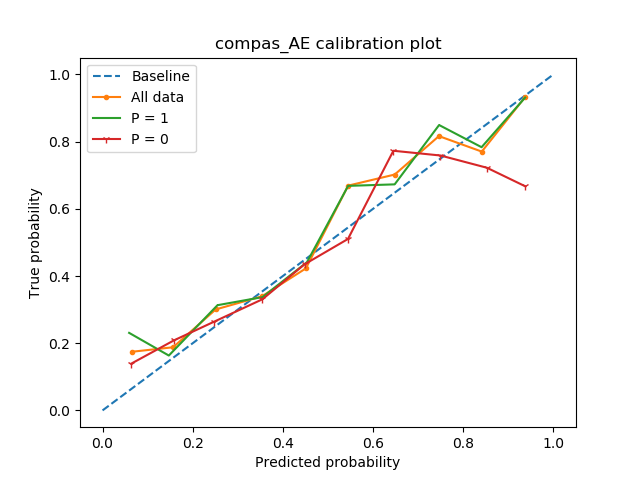 compas_AE calibration plot
Baseline
All data
P = 1
P = 0
True probability
1.0
0.8
0.6
0.4
0.2
0.0
0.0 0.2 0.4 0.6 0.8 1.0
Predicted probability